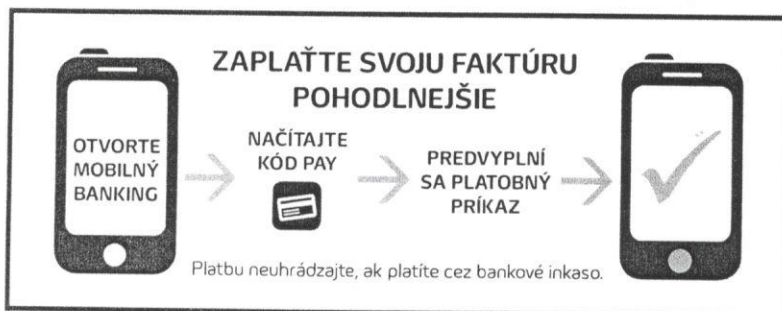 ZAPLAŤTE SVOJU FAKTÚRU
POHODLNEJŠIE
OTVORTE
MOBILNÝ
BANKING
NAČÍTAJTE
KÓD PAY
PREDVYPLNÍ
SA PLATOBNÝ
PRÍKAZ
Platbu neuhrádzajte, ak platíte cez bankové inkaso.